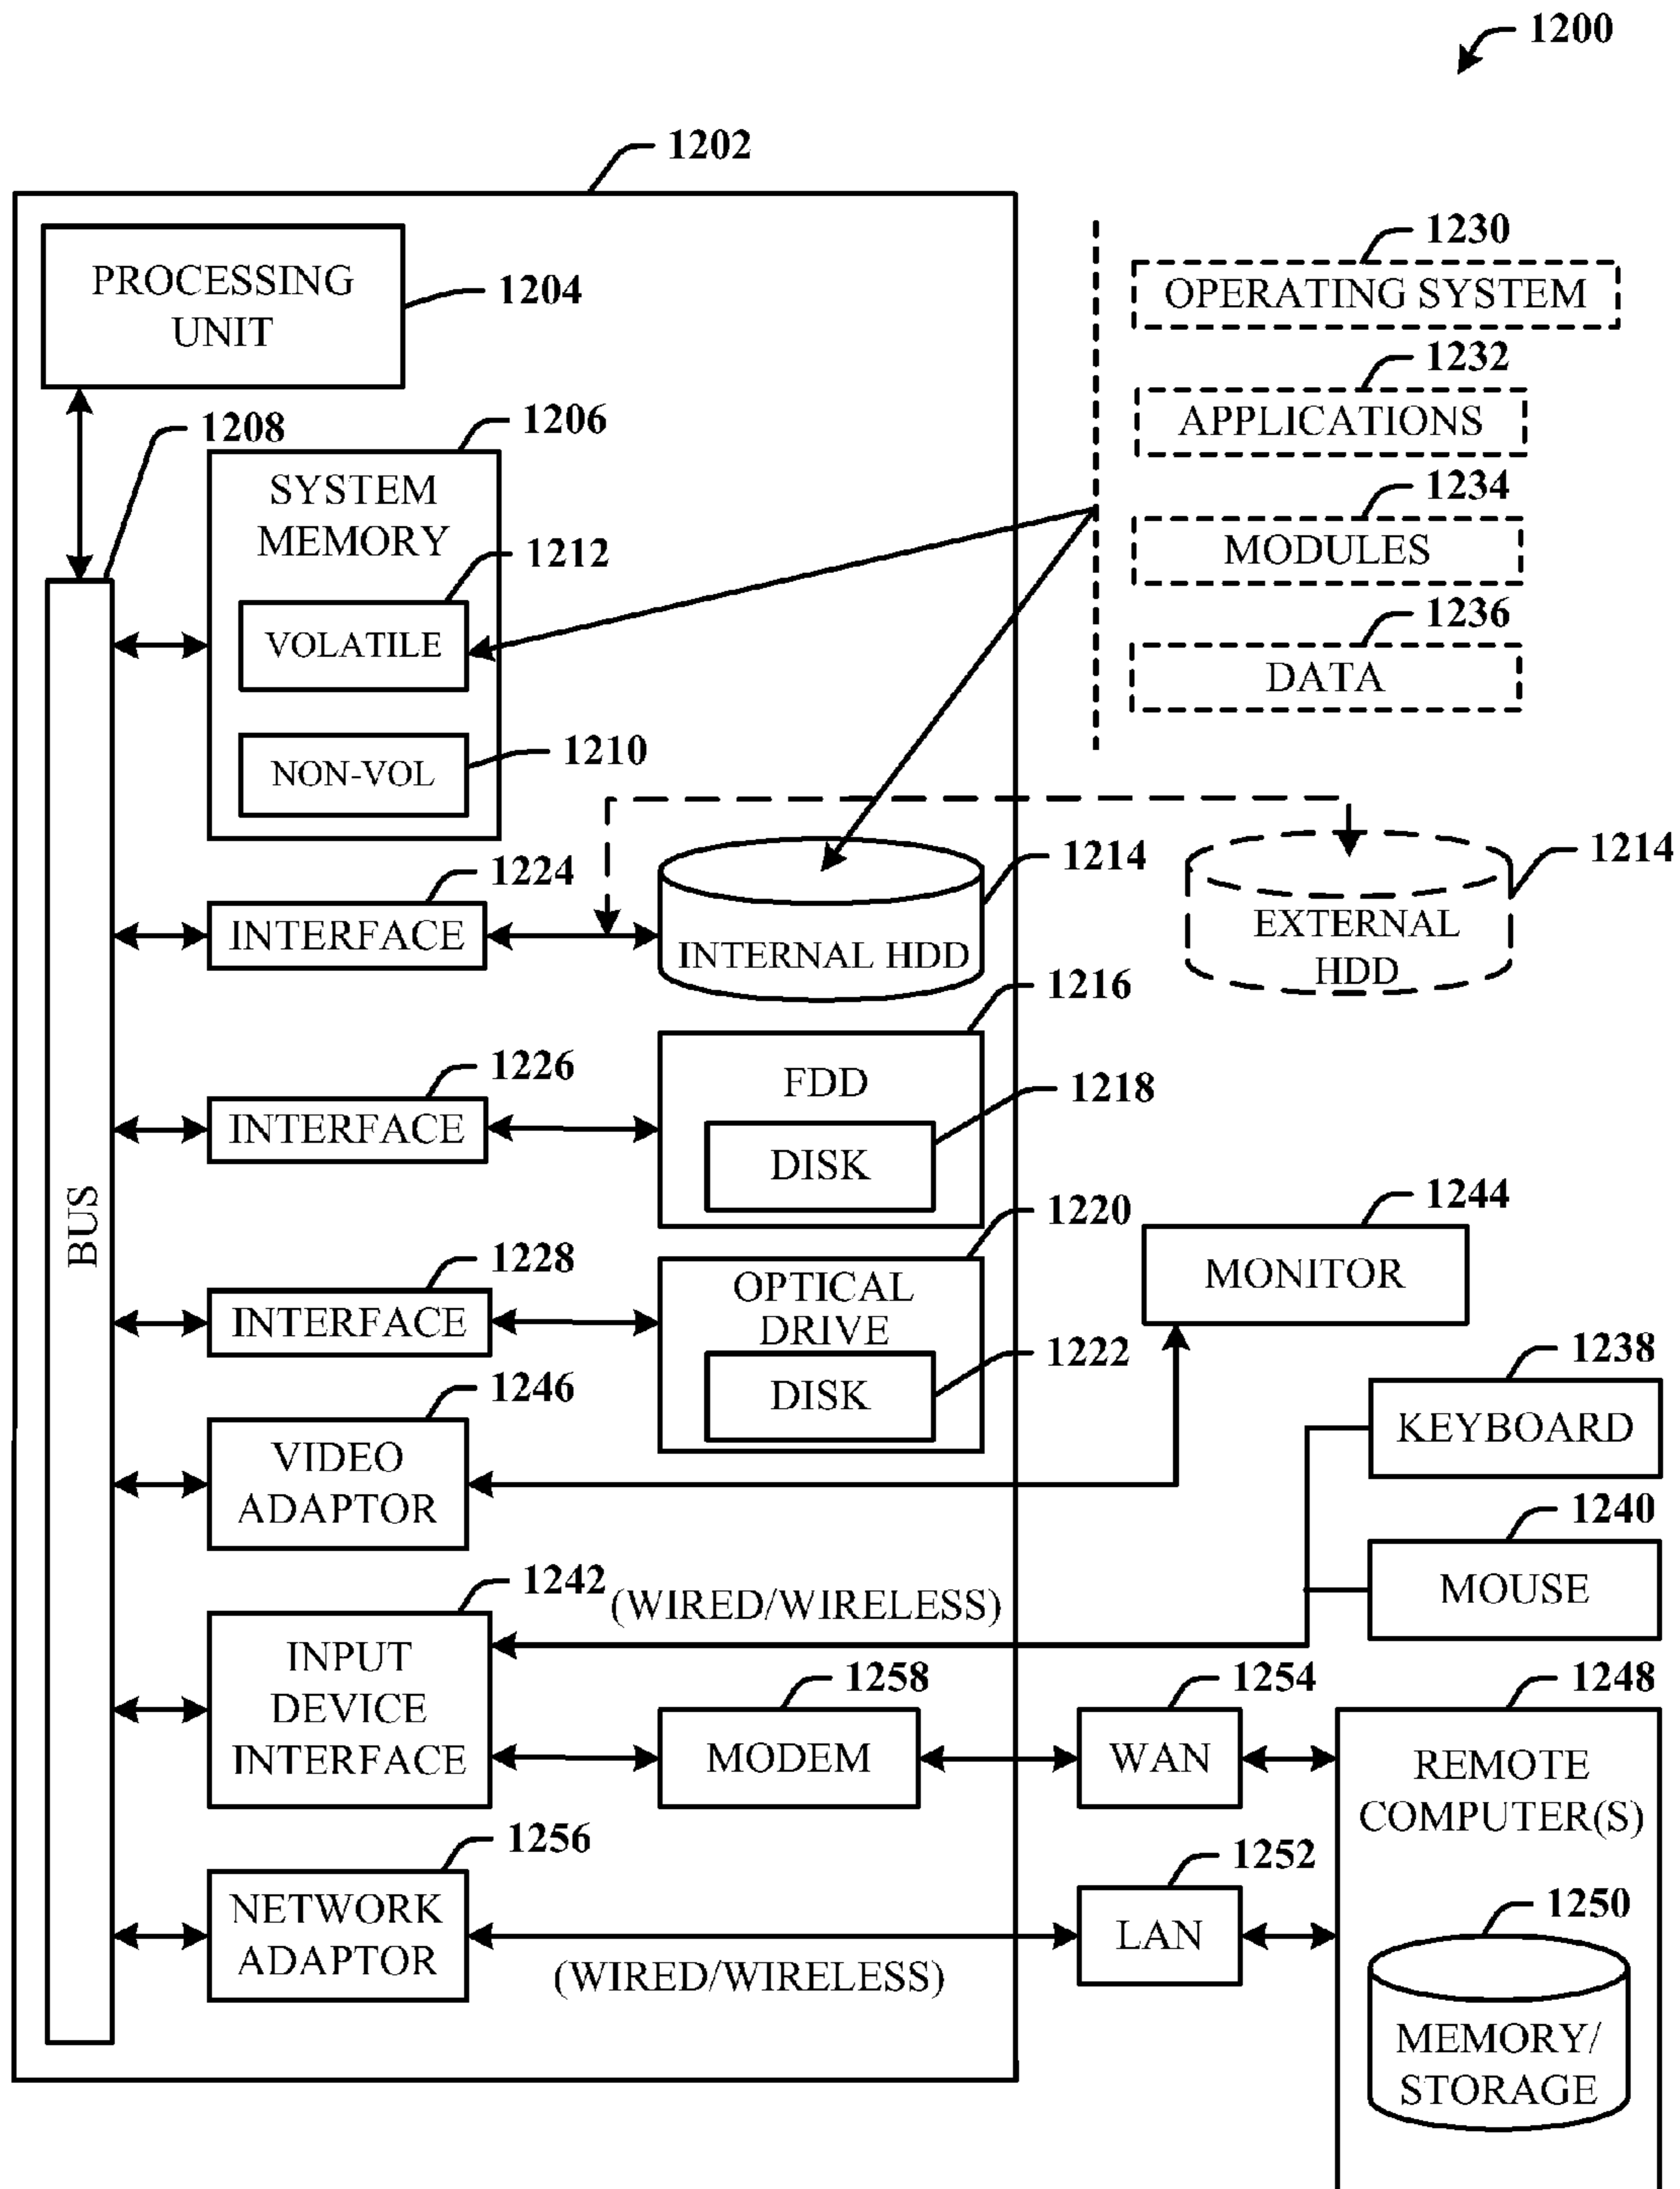 1200
1202
PROCESSING
UNIT
1204
1230
OPERATING SYSTEM
1232
APPLICATIONS
1234
MODULES
1236
DATA
1208
1206
SYSTEM
MEMORY
1212
VOLATILE
1210
NON-VOL
1224
INTERFACE
1214
INTERNAL HDD
1214
EXTERNAL
HDD
1216
FDD
1226
INTERFACE
1218
DISK
BUS
1220
OPTICAL
DRIVE
1228
INTERFACE
1222
DISK
1244
MONITOR
1246
VIDEO
ADAPTOR
1238
KEYBOARD
1240
MOUSE
1242
(WIRED/WIRELESS)
INPUT
DEVICE
INTERFACE
1258
MODEM
1254
WAN
1248
REMOTE
COMPUTER(S)
1256
NETWORK
ADAPTOR
(WIRED/WIRELESS)
1252
LAN
1250
MEMORY/
STORAGE